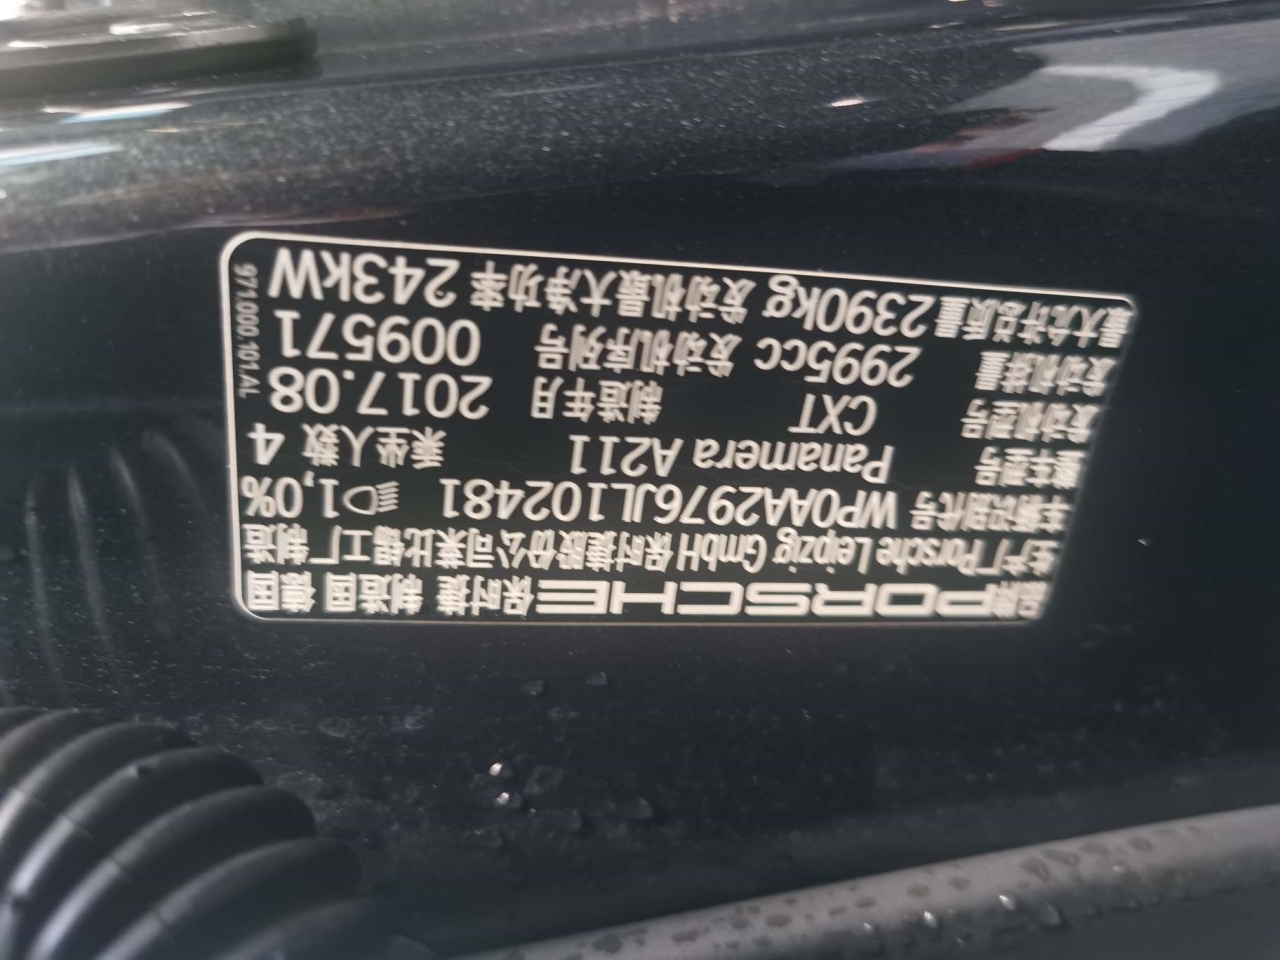 品牌 PORSCHE 保时捷 制造国 德国
生产厂 Porsche Leipzig GmbH 保时捷股份公司莱比锡工厂制造
车辆识别代号 WP0AA2976JL102481 1,0%
整车型号 Panamera A211 乘坐人数 4
发动机型号 CXT 制造年月 2017.08
发动机排量 2995cc 发动机序列号 009571
最大允许总质量 2390kg 发动机最大净功率 243kW
971.000.101.AL